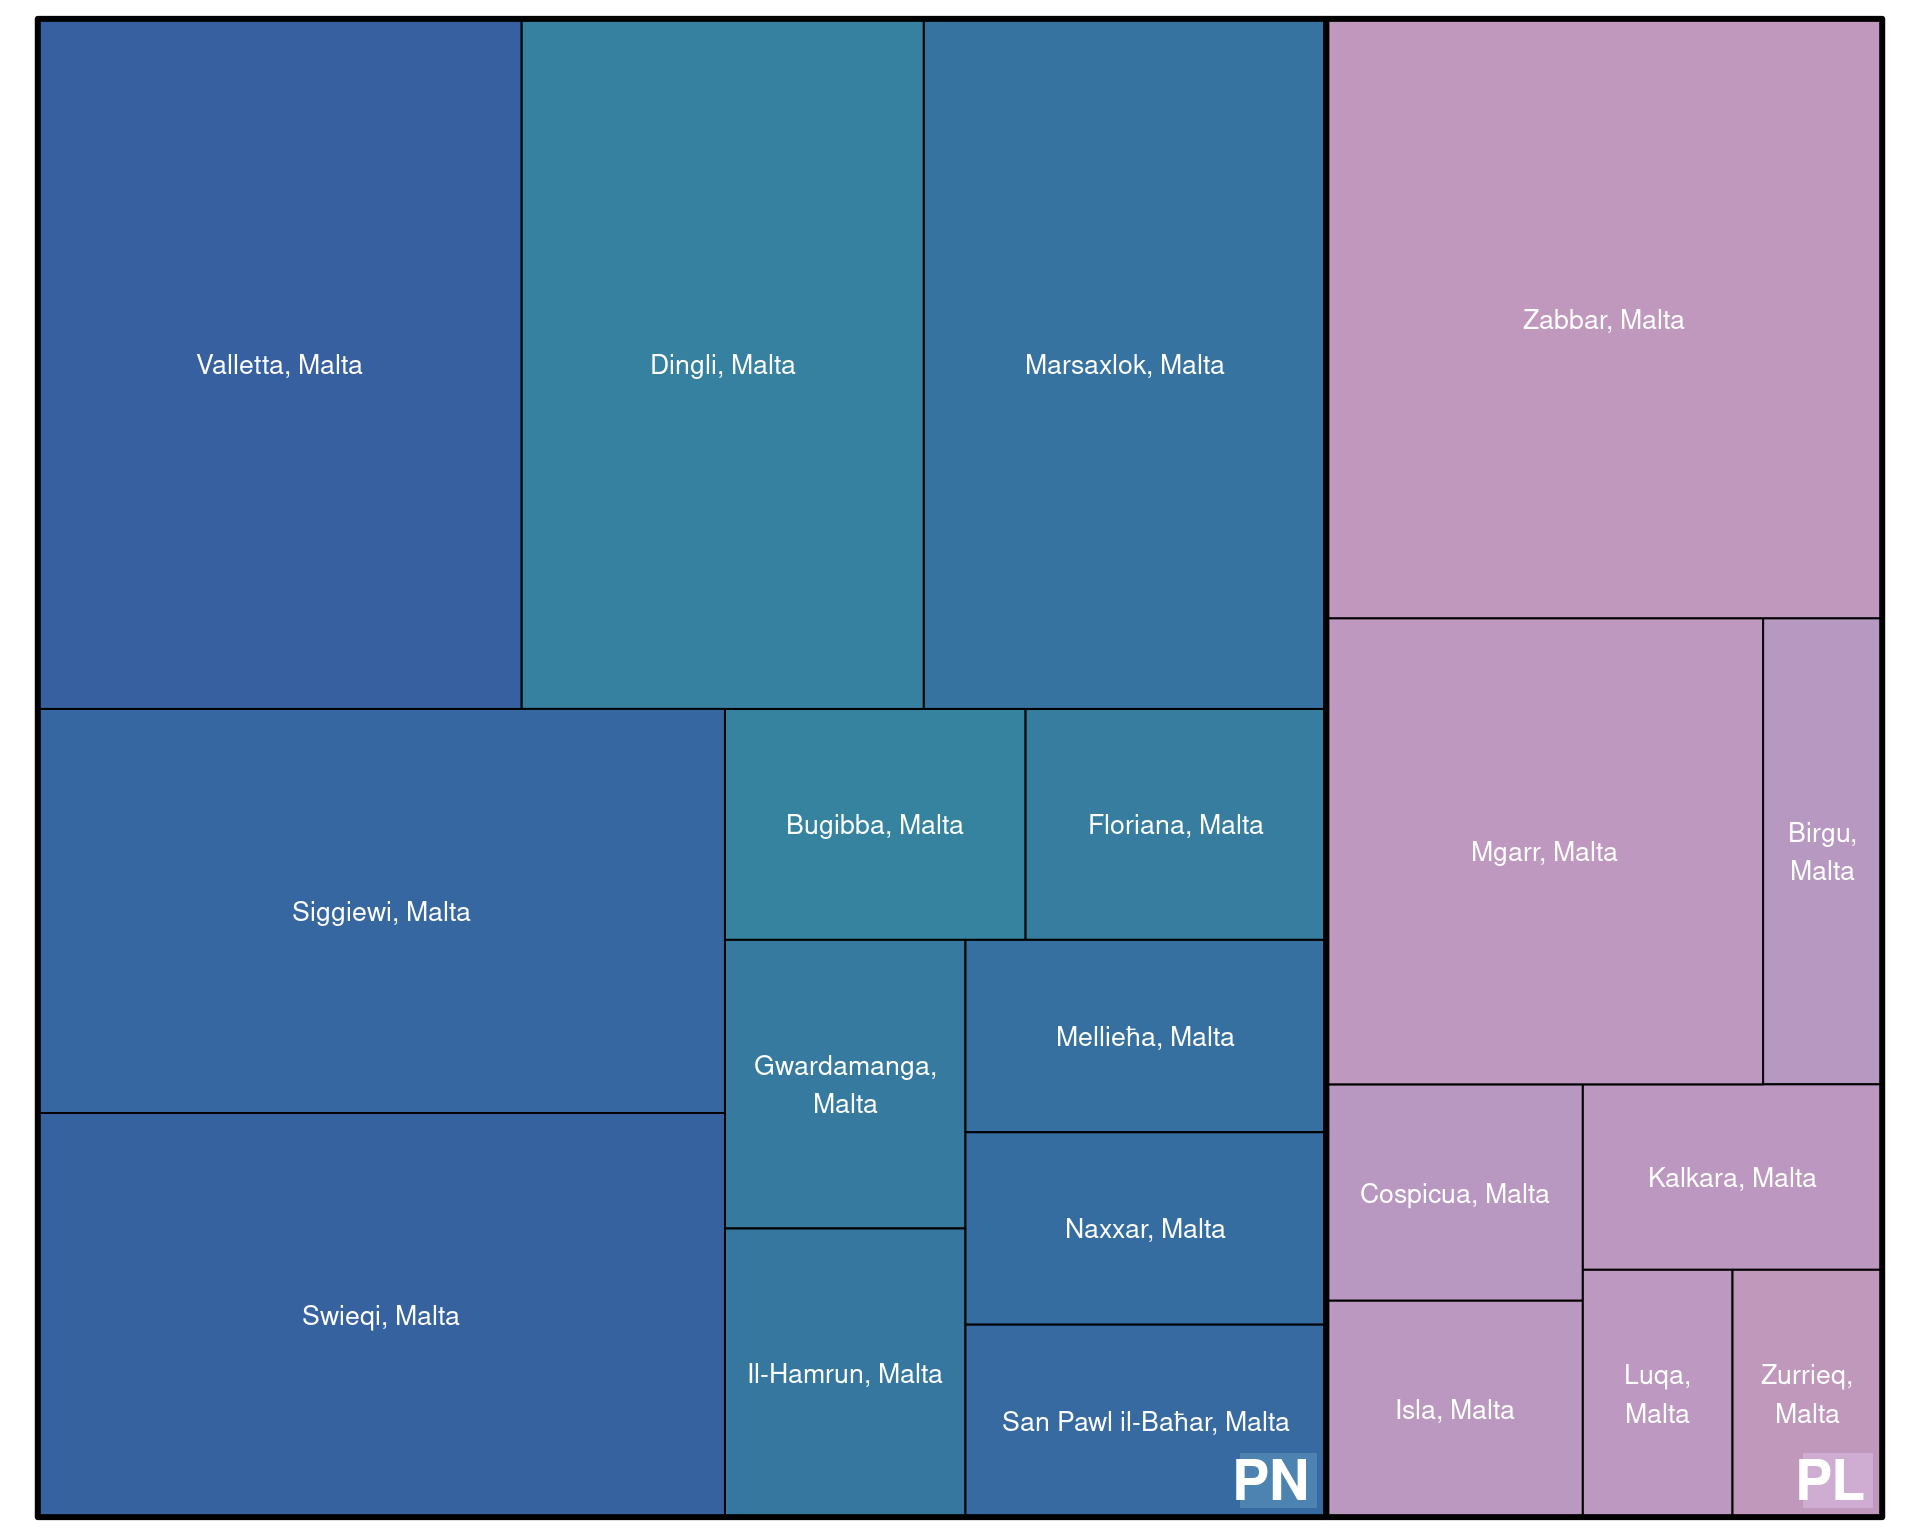 Valletta, Malta
Dingli, Malta
Marsaxlok, Malta
Zabbar, Malta
Siggiewi, Malta
Bugibba, Malta
Floriana, Malta
Mgarr, Malta
Birgu,
Malta
Gwardamanga,
Malta
Mellieħa, Malta
Cospicua, Malta
Kalkara, Malta
Naxxar, Malta
Swieqi, Malta
Il-Hamrun, Malta
San Pawl il-Baħar, Malta
Isla, Malta
Luqa,
Malta
Zurrieq,
Malta
PN
PL